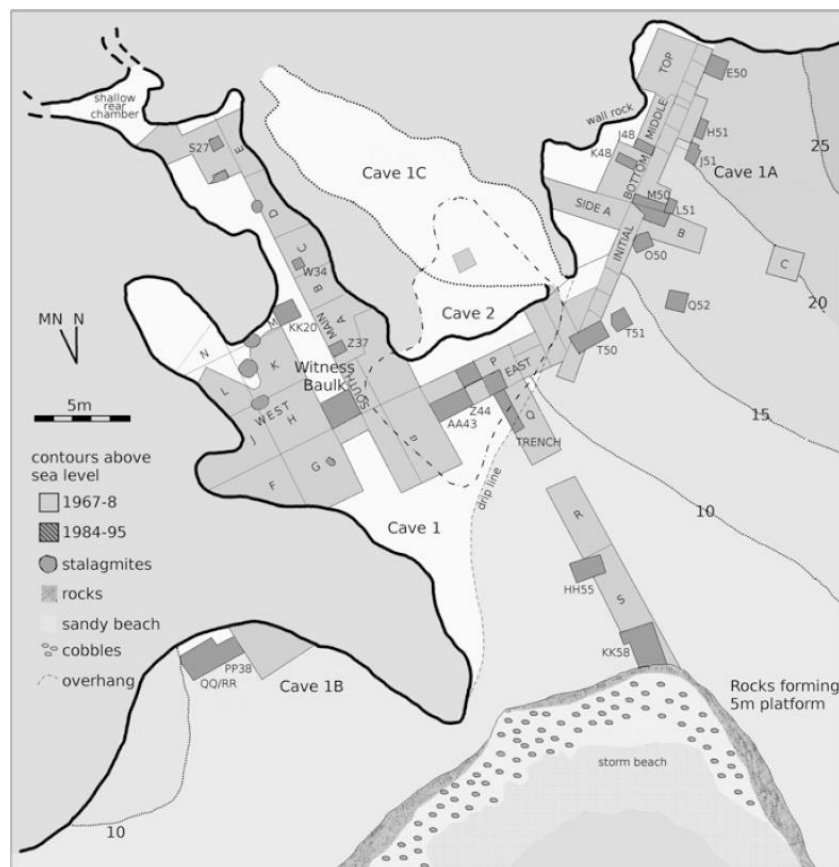 shallow
rear
chamber
TOP
E50
wall rock
MIDDLE
25
J48
H51
S27
E
K48
J51
Cave 1C
BOTTOM
Cave 1A
M50
SIDE A
L51
D
B
INITIAL
O50
C
C
W34
20
B
Q52
MN N
M
KK20
MAIN
A
Cave 2
T51
N
Z37
T50
K
Witness
Baulk
P
EAST
L
SOUTH
5m
WEST
Z44
15
J
H
AA43
Q
TRENCH
contours above
sea level
G
F
drip line
1967-8
10
Cave 1
R
1984-95
stalagmites
HH55
rocks
S
sandy beach
KK58
cobbles
PP38
overhang
QQ/RR
Cave 1B
Rocks forming
5m platform
storm beach
10